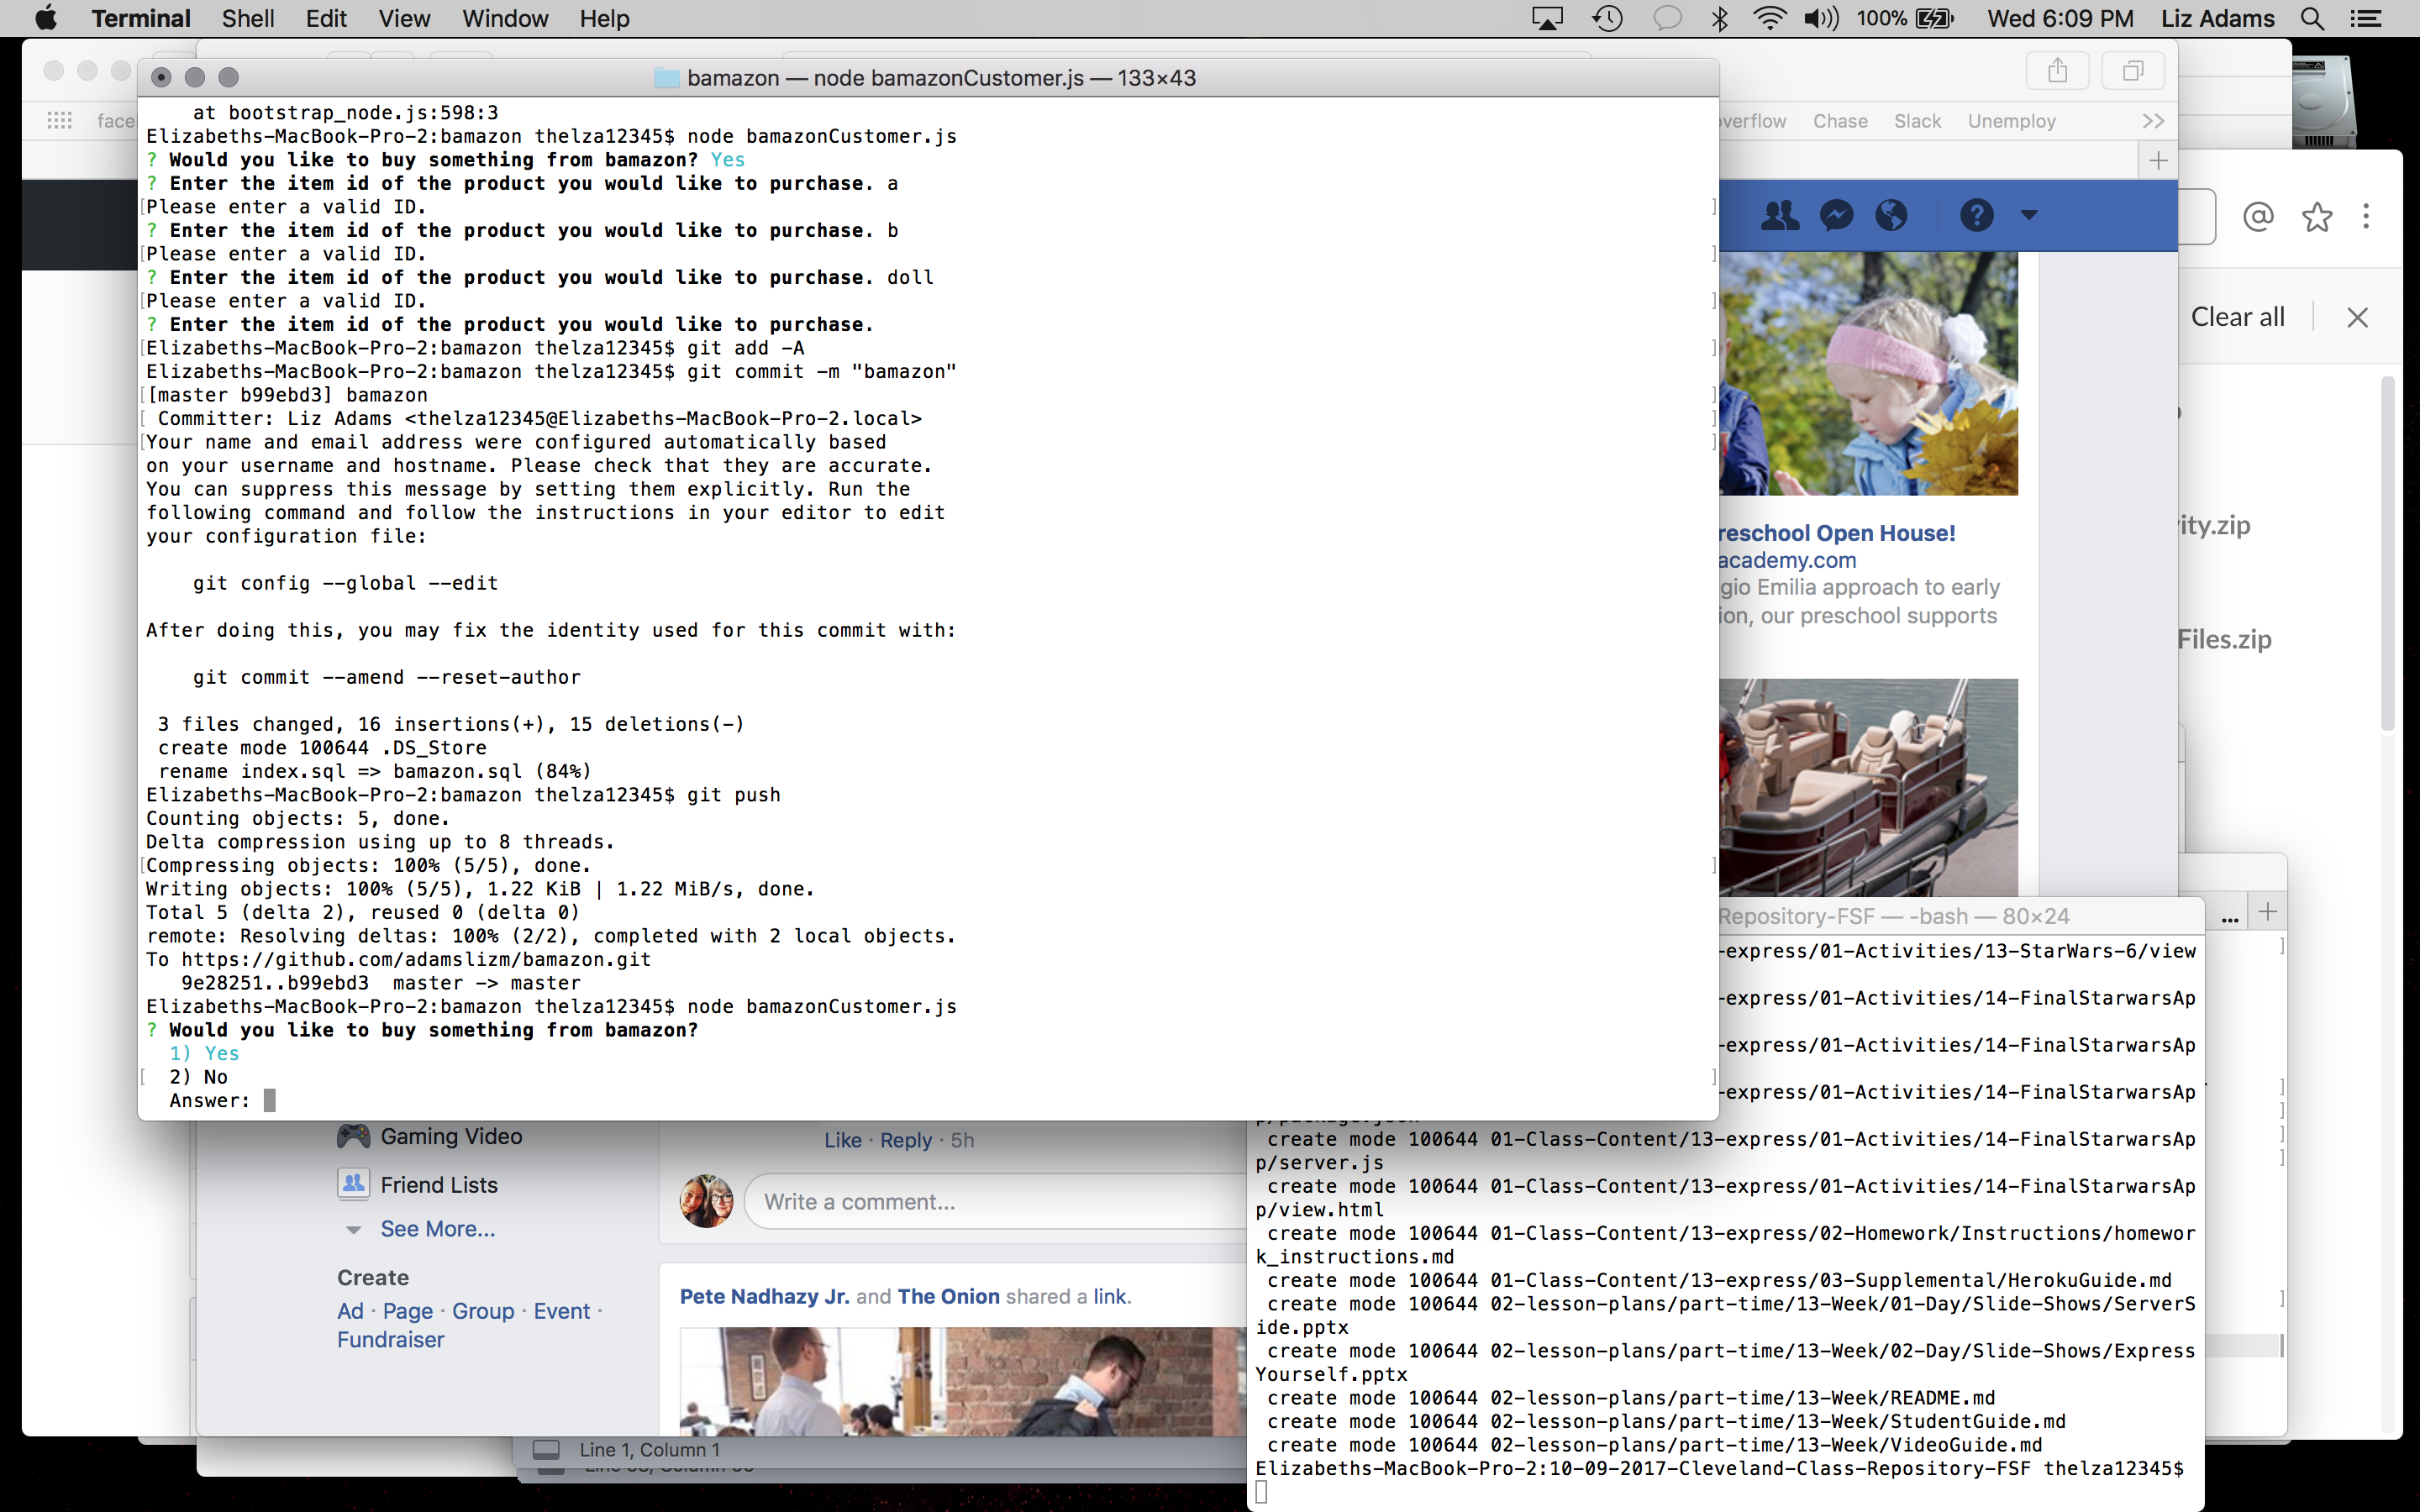 Terminal Shell Edit View Window Help 100% Wed 6:09 PM Liz Adams
bamazon — node bamazonCustomer.js — 133×43
at bootstrap_node.js:598:3
Elizabeths-MacBook-Pro-2:bamazon thelza12345$ node bamazonCustomer.js
? Would you like to buy something from bamazon? Yes
? Enter the item id of the product you would like to purchase. a
[Please enter a valid ID. ]
? Enter the item id of the product you would like to purchase. b
[Please enter a valid ID. ]
? Enter the item id of the product you would like to purchase. doll
[Please enter a valid ID. ]
? Enter the item id of the product you would like to purchase.
[Elizabeths-MacBook-Pro-2:bamazon thelza12345$ git add -A ]
Elizabeths-MacBook-Pro-2:bamazon thelza12345$ git commit -m "bamazon"
[[master b99ebd3] bamazon ]
[ Committer: Liz Adams <thelza12345@Elizabeths-MacBook-Pro-2.local> ]
[Your name and email address were configured automatically based ]
on your username and hostname. Please check that they are accurate.
You can suppress this message by setting them explicitly. Run the
following command and follow the instructions in your editor to edit
your configuration file:
git config --global --edit
After doing this, you may fix the identity used for this commit with:
git commit --amend --reset-author
3 files changed, 16 insertions(+), 15 deletions(-)
create mode 100644 .DS_Store
rename index.sql => bamazon.sql (84%)
Elizabeths-MacBook-Pro-2:bamazon thelza12345$ git push
Counting objects: 5, done.
Delta compression using up to 8 threads.
[Compressing objects: 100% (5/5), done. ]
Writing objects: 100% (5/5), 1.22 KiB | 1.22 MiB/s, done.
Total 5 (delta 2), reused 0 (delta 0)
remote: Resolving deltas: 100% (2/2), completed with 2 local objects.
To https://github.com/adamslizm/bamazon.git
9e28251..b99ebd3 master -> master
Elizabeths-MacBook-Pro-2:bamazon thelza12345$ node bamazonCustomer.js
? Would you like to buy something from bamazon?
1) Yes
[ 2) No ]
Answer:
face
verflow Chase Slack Unemploy >>
Clear all
reschool Open House!
academy.com
gio Emilia approach to early
ion, our preschool supports
ity.zip
Files.zip
Repository-FSF — -bash — 80×24
-express/01-Activities/13-StarWars-6/view
-express/01-Activities/14-FinalStarwarsAp
-express/01-Activities/14-FinalStarwarsAp
-express/01-Activities/14-FinalStarwarsAp
p/package.json
create mode 100644 01-Class-Content/13-express/01-Activities/14-FinalStarwarsAp
p/server.js
create mode 100644 01-Class-Content/13-express/01-Activities/14-FinalStarwarsAp
p/view.html
create mode 100644 01-Class-Content/13-express/02-Homework/Instructions/homewor
k_instructions.md
create mode 100644 01-Class-Content/13-express/03-Supplemental/HerokuGuide.md
create mode 100644 02-lesson-plans/part-time/13-Week/01-Day/Slide-Shows/ServerS
ide.pptx
create mode 100644 02-lesson-plans/part-time/13-Week/02-Day/Slide-Shows/Express
Yourself.pptx
create mode 100644 02-lesson-plans/part-time/13-Week/README.md
create mode 100644 02-lesson-plans/part-time/13-Week/StudentGuide.md
create mode 100644 02-lesson-plans/part-time/13-Week/VideoGuide.md
Elizabeths-MacBook-Pro-2:10-09-2017-Cleveland-Class-Repository-FSF thelza12345$
Gaming Video
Friend Lists
See More...
Create
Ad · Page · Group · Event ·
Fundraiser
Like · Reply · 5h
Write a comment...
Pete Nadhazy Jr. and The Onion shared a link.
Line 1, Column 1